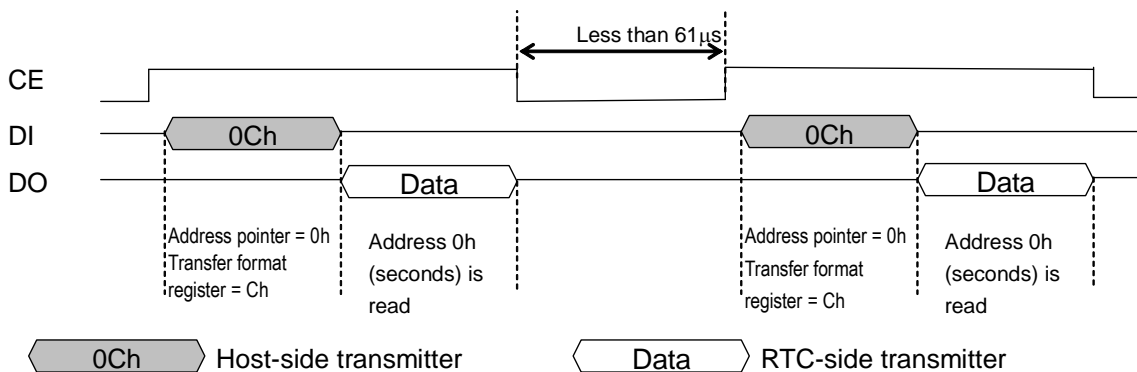 Less than 61μs
CE
DI
0Ch
0Ch
DO
Data
Data
Address pointer = 0h
Transfer format
register = Ch
Address 0h
(seconds) is
read
Address pointer = 0h
Transfer format
register = Ch
Address 0h
(seconds) is
read
0Ch
Host-side transmitter
Data
RTC-side transmitter